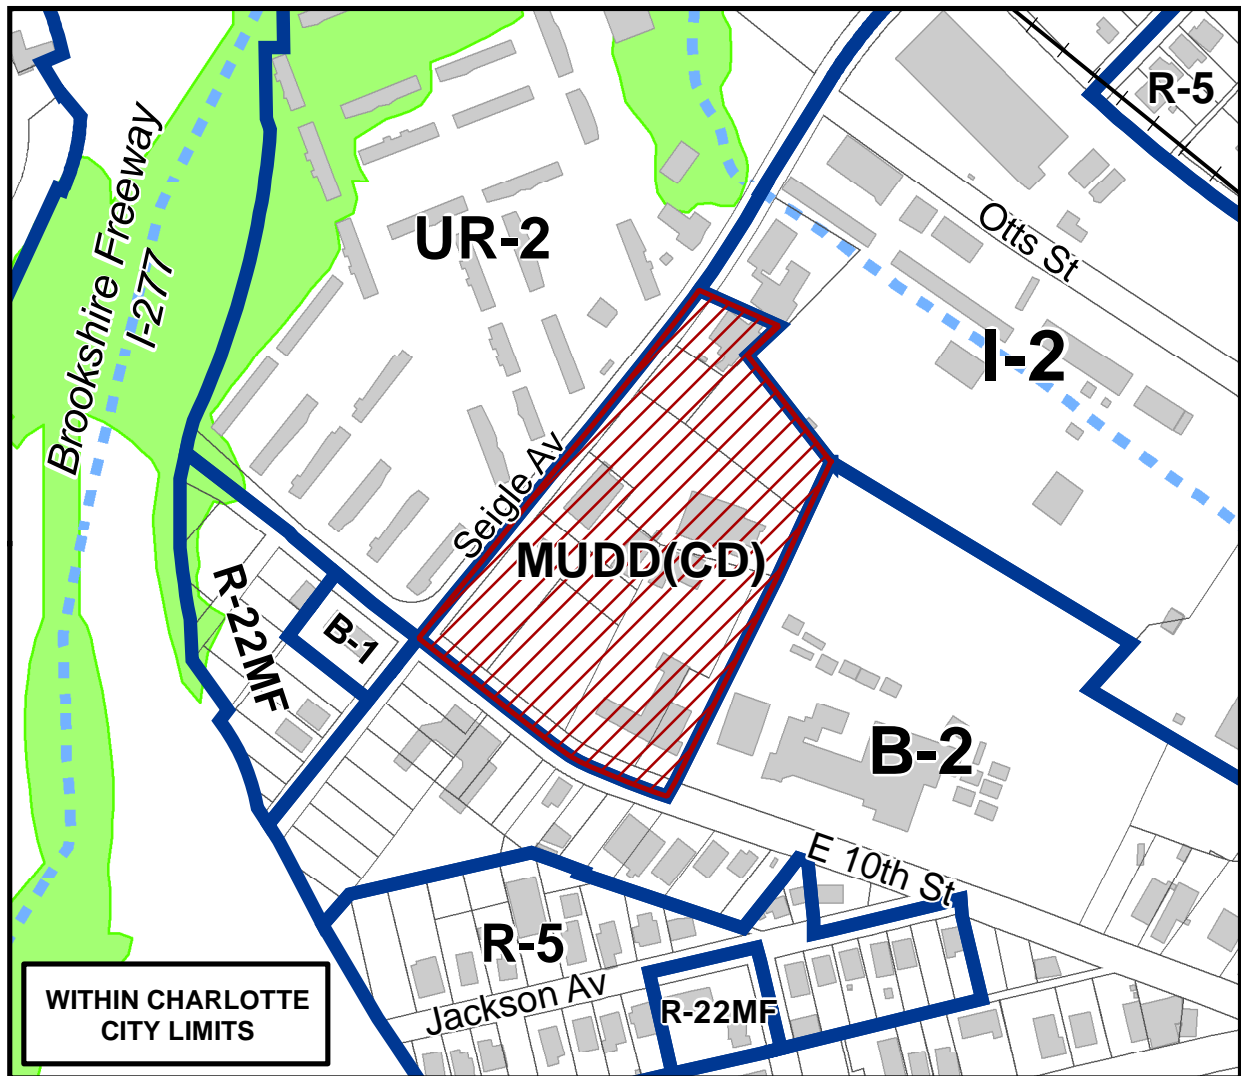 R-5
Brookshire Freeway
I-277
UR-2
Otts St
I-2
Seigle Av
MUDD(CD)
R-22MF
B-1
B-2
E 10th St
R-5
Jackson Av
R-22MF
WITHIN CHARLOTTE
CITY LIMITS